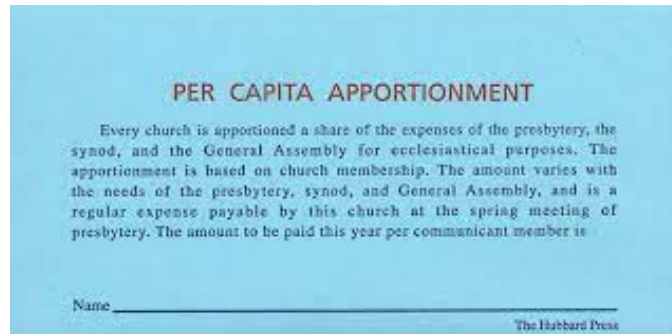 PER CAPITA APPORTIONMENT
Every church is apportioned a share of the expenses of the presbytery, the
synod, and the General Assembly for ecclesiastical purposes. The
apportionment is based on church membership. The amount varies with
the needs of the presbytery, synod, and General Assembly, and is a
regular expense payable by this church at the spring meeting of
presbytery. The amount to be paid this year per communicant member is
Name
The Hubbard Press